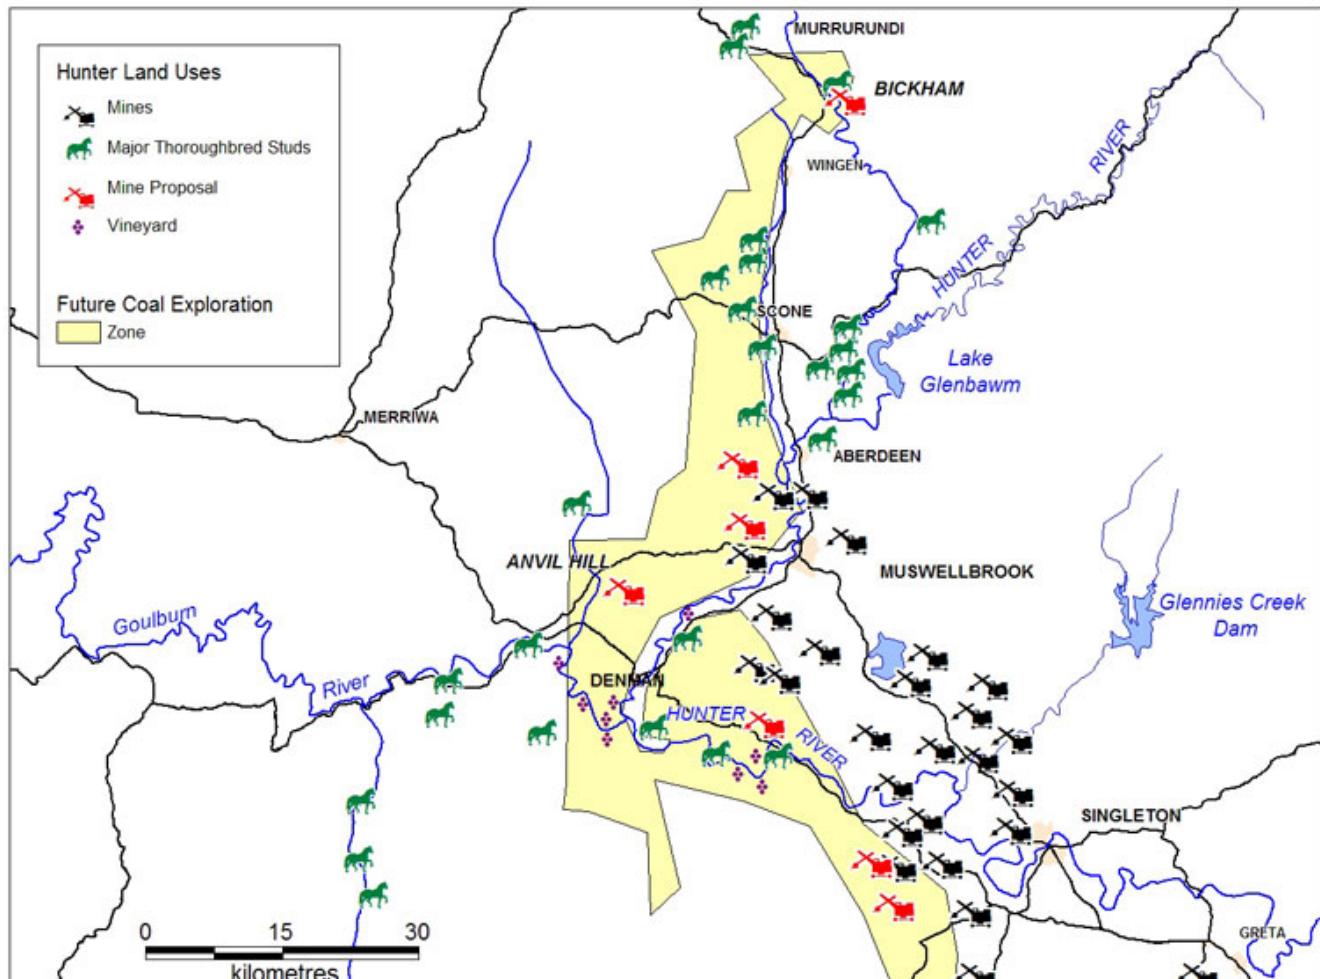 Hunter Land Uses
Mines
Major Thoroughbred Studs
Mine Proposal
Vineyard
Future Coal Exploration
Zone
MURRURUNDI
BICKHAM
WINGEN
RIVER
HUNTER
SCONE
Lake
Glenbawm
MERRIWA
ABERDEEN
ANVIL HILL
MUSWELLBROOK
Goulburn
River
Glennies Creek
Dam
DENMAN
HUNTER
RIVER
SINGLETON
GRETA
0 15 30
kilometres